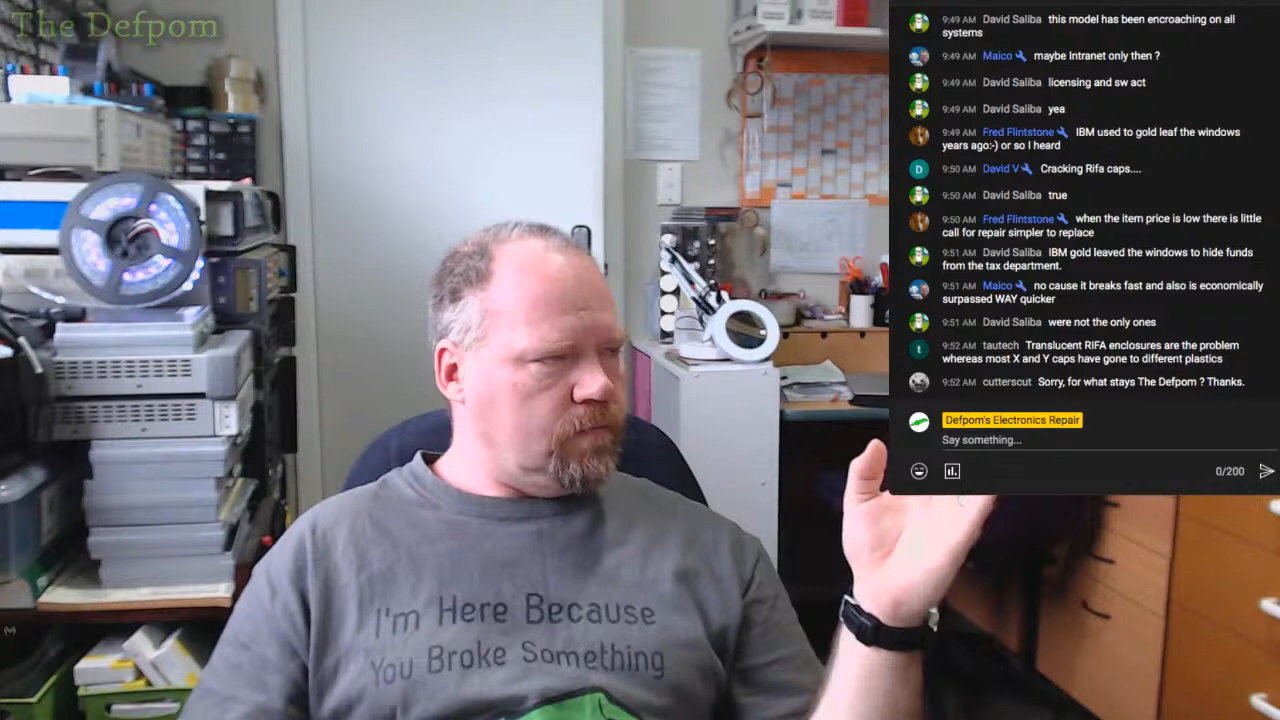 The Defpom
9:49 AM David Saliba this model has been encroaching on all
systems
9:49 AM Maico maybe Intranet only then ?
9:49 AM David Saliba licensing and sw act
9:49 AM David Saliba yea
9:49 AM Fred Flintstone IBM used to gold leaf the windows
years ago:-) or so I heard
D 9:50 AM David V Cracking Rifa caps....
9:50 AM David Saliba true
9:50 AM Fred Flintstone when the item price is low there is little
call for repair simpler to replace
9:51 AM David Saliba IBM gold leaved the windows to hide funds
from the tax department.
9:51 AM Maico no cause it breaks fast and also is economically
surpassed WAY quicker
9:51 AM David Saliba were not the only ones
t 9:52 AM tautech Translucent RIFA enclosures are the problem
whereas most X and Y caps have gone to different plastics
9:52 AM cutterscut Sorry, for what stays The Defpom ? Thanks.
Defpom's Electronics Repair
Say something...
0/200
I'm Here Because
You Broke Something